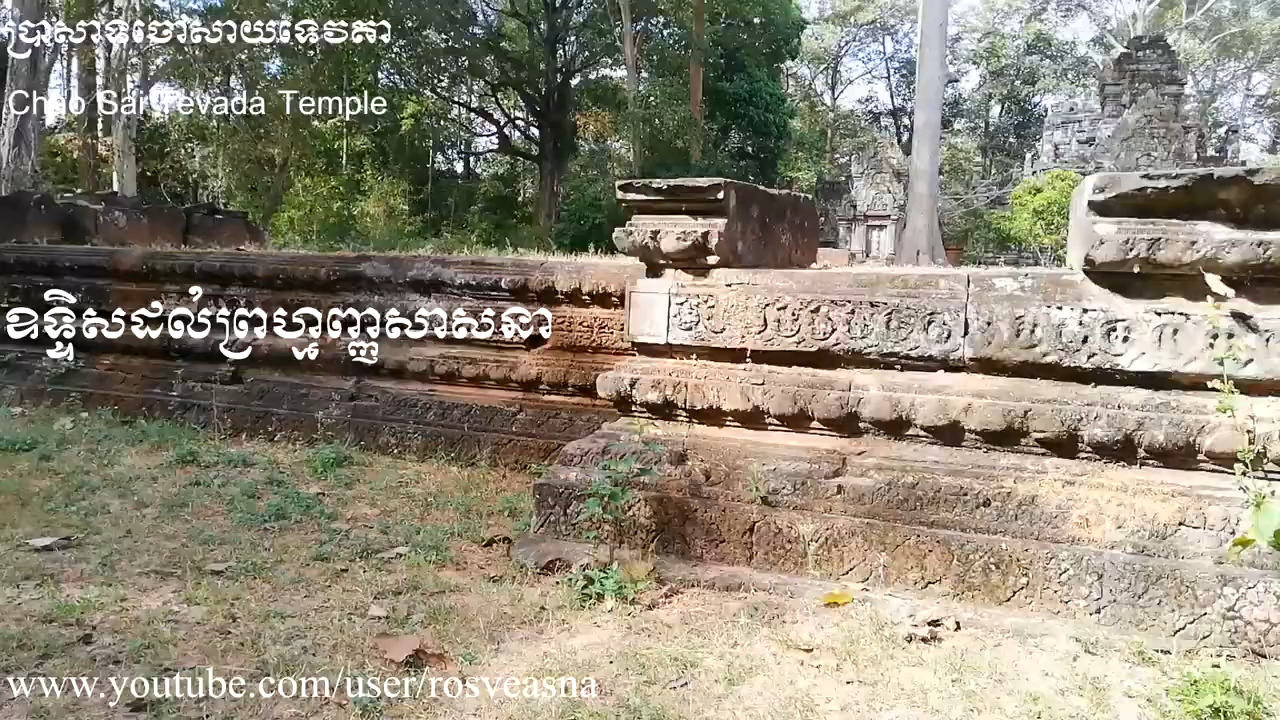 ប្រាសាទចៅសាយទេវតា
Chao Say Tevada Temple
ឧទ្ទិសដល់ព្រហ្មញ្ញសាសនា
www.youtube.com/user/rosveasna